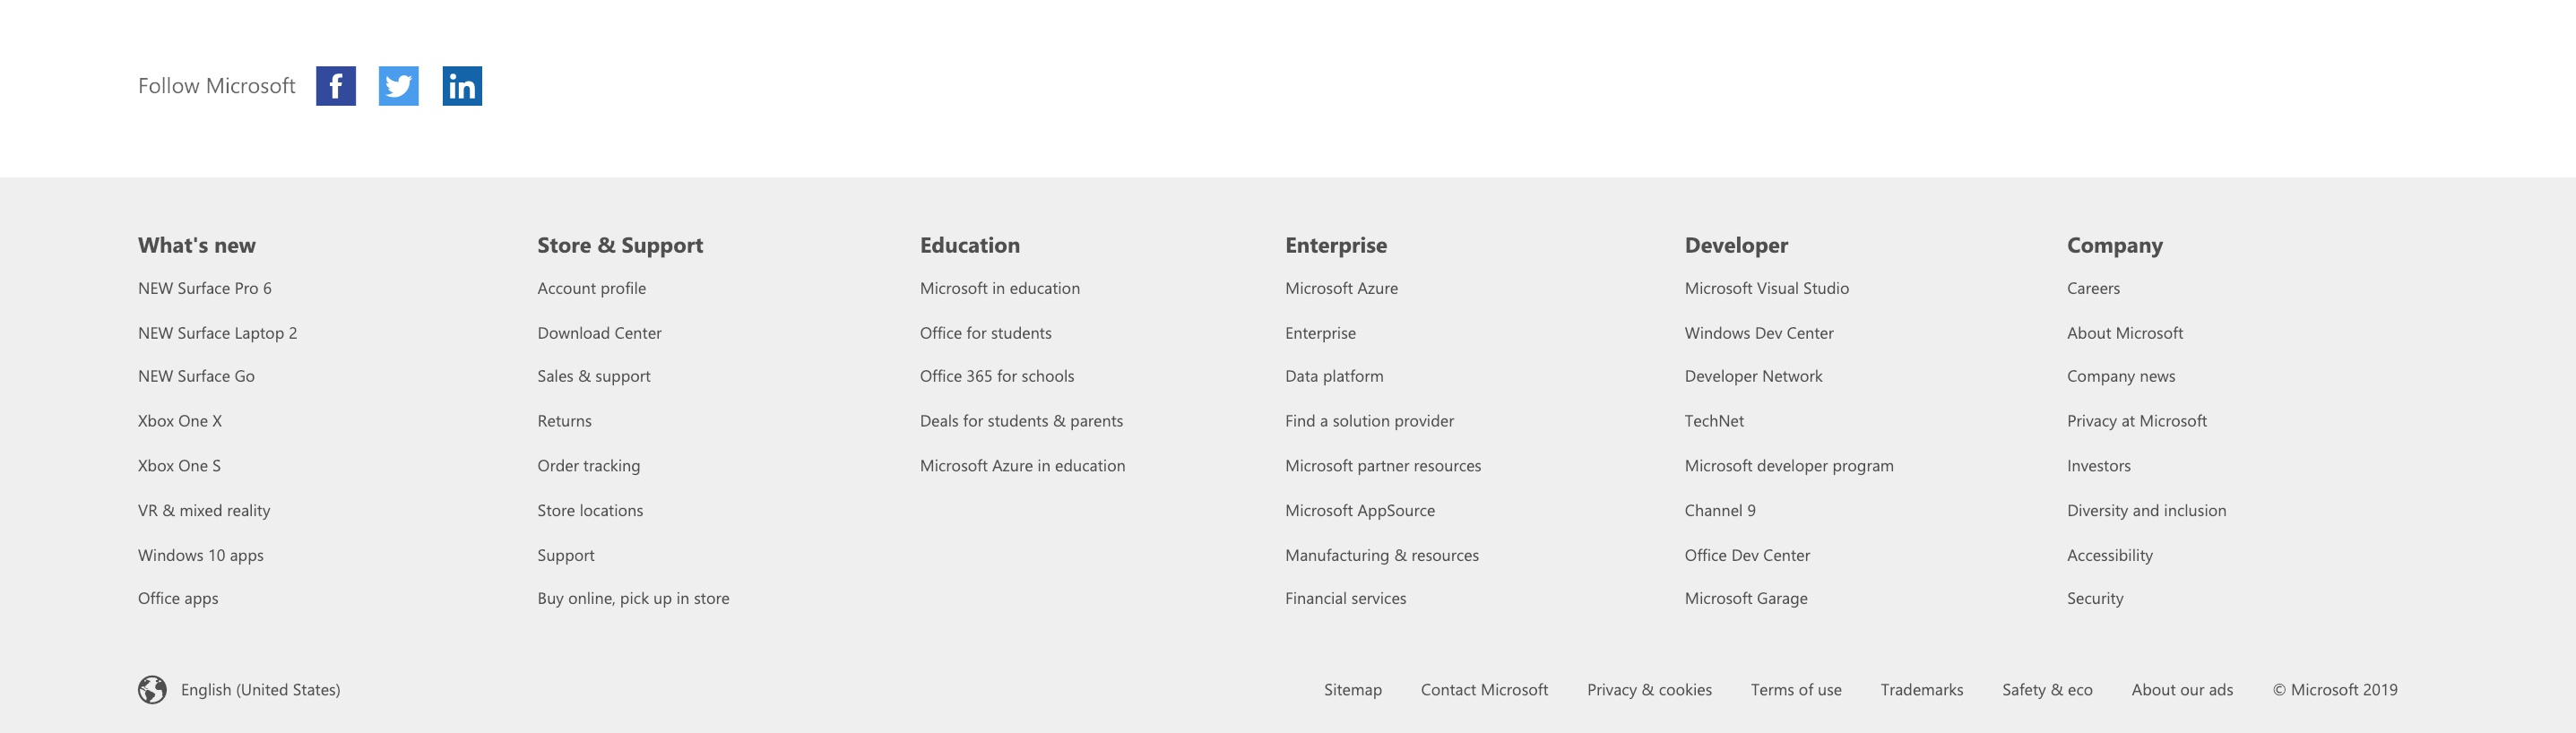 Follow Microsoft
What's new
NEW Surface Pro 6
NEW Surface Laptop 2
NEW Surface Go
Xbox One X
Xbox One S
VR & mixed reality
Windows 10 apps
Office apps
Store & Support
Account profile
Download Center
Sales & support
Returns
Order tracking
Store locations
Support
Buy online, pick up in store
Education
Microsoft in education
Office for students
Office 365 for schools
Deals for students & parents
Microsoft Azure in education
Enterprise
Microsoft Azure
Enterprise
Data platform
Find a solution provider
Microsoft partner resources
Microsoft AppSource
Manufacturing & resources
Financial services
Developer
Microsoft Visual Studio
Windows Dev Center
Developer Network
TechNet
Microsoft developer program
Channel 9
Office Dev Center
Microsoft Garage
Company
Careers
About Microsoft
Company news
Privacy at Microsoft
Investors
Diversity and inclusion
Accessibility
Security
English (United States)
Sitemap Contact Microsoft Privacy & cookies Terms of use Trademarks Safety & eco About our ads © Microsoft 2019